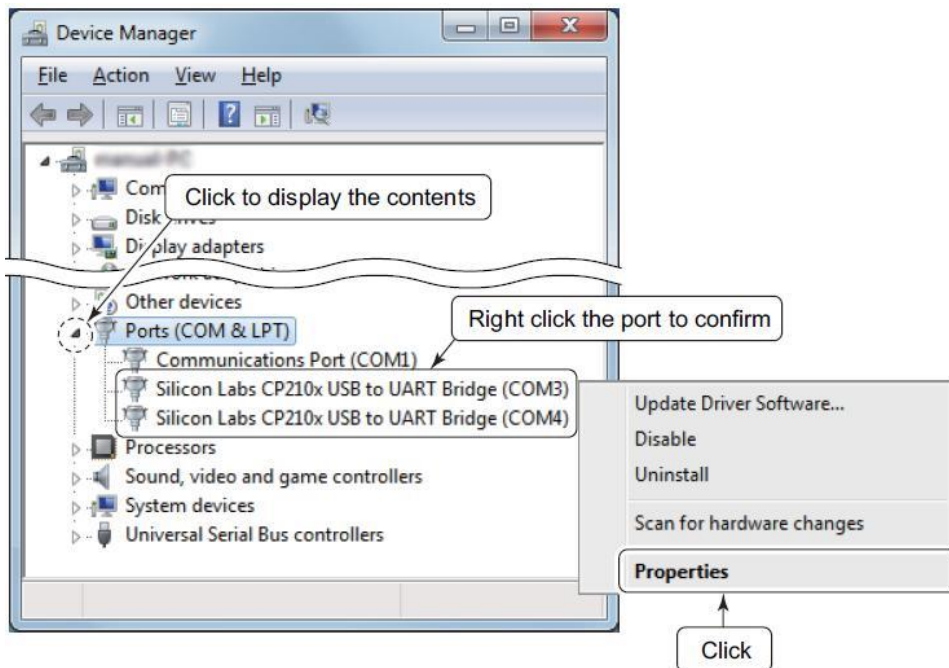 Device Manager
File Action View Help
Com
Click to display the contents
Disk
Display adapters
Other devices
Right click the port to confirm
Ports (COM & LPT)
Communications Port (COM1)
Silicon Labs CP210x USB to UART Bridge (COM3)
Silicon Labs CP210x USB to UART Bridge (COM4)
Processors
Sound, video and game controllers
System devices
Universal Serial Bus controllers
Update Driver Software...
Disable
Uninstall
Scan for hardware changes
Properties
Click